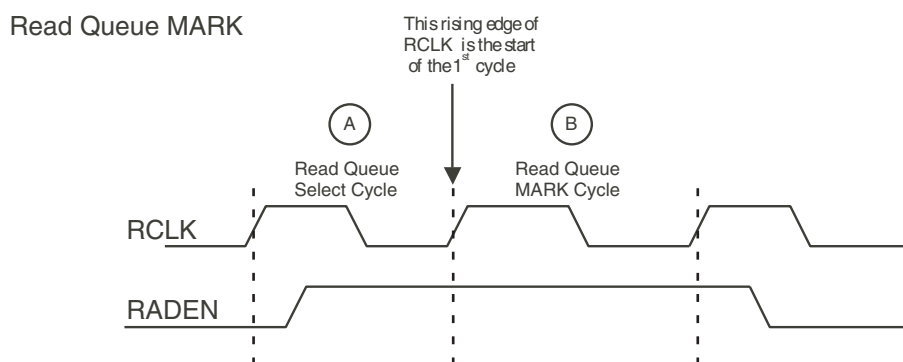 Read Queue MARK
This rising edge of
RCLK is the start
of the 1st cycle
A
B
Read Queue
Select Cycle
Read Queue
MARK Cycle
RCLK
RADEN